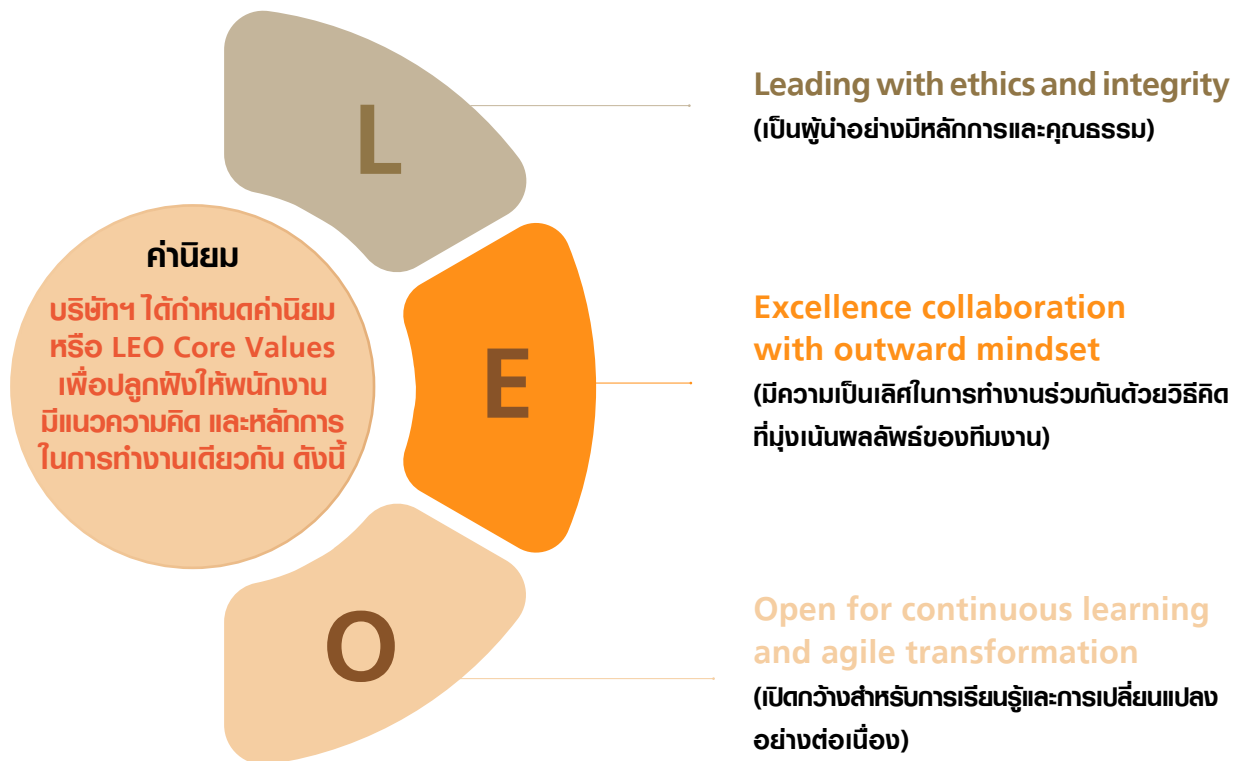 L
Leading with ethics and integrity
(เป็นผู้นำอย่างมีหลักการและคุณธรรม)
ค่านิยม
บริษัทฯ ได้กำหนดค่านิยม
หรือ LEO Core Values
เพื่อปลูกฝังให้พนักงาน
มีแนวความคิด และหลักการ
ในการทำงานเดียวกัน ดังนี้
E
Excellence collaboration
with outward mindset
(มีความเป็นเลิศในการทำงานร่วมกันด้วยวิธีคิด
ที่มุ่งเน้นผลลัพธ์ของทีมงาน)
O
Open for continuous learning
and agile transformation
(เปิดกว้างสำหรับการเรียนรู้และการเปลี่ยนแปลง
อย่างต่อเนื่อง)